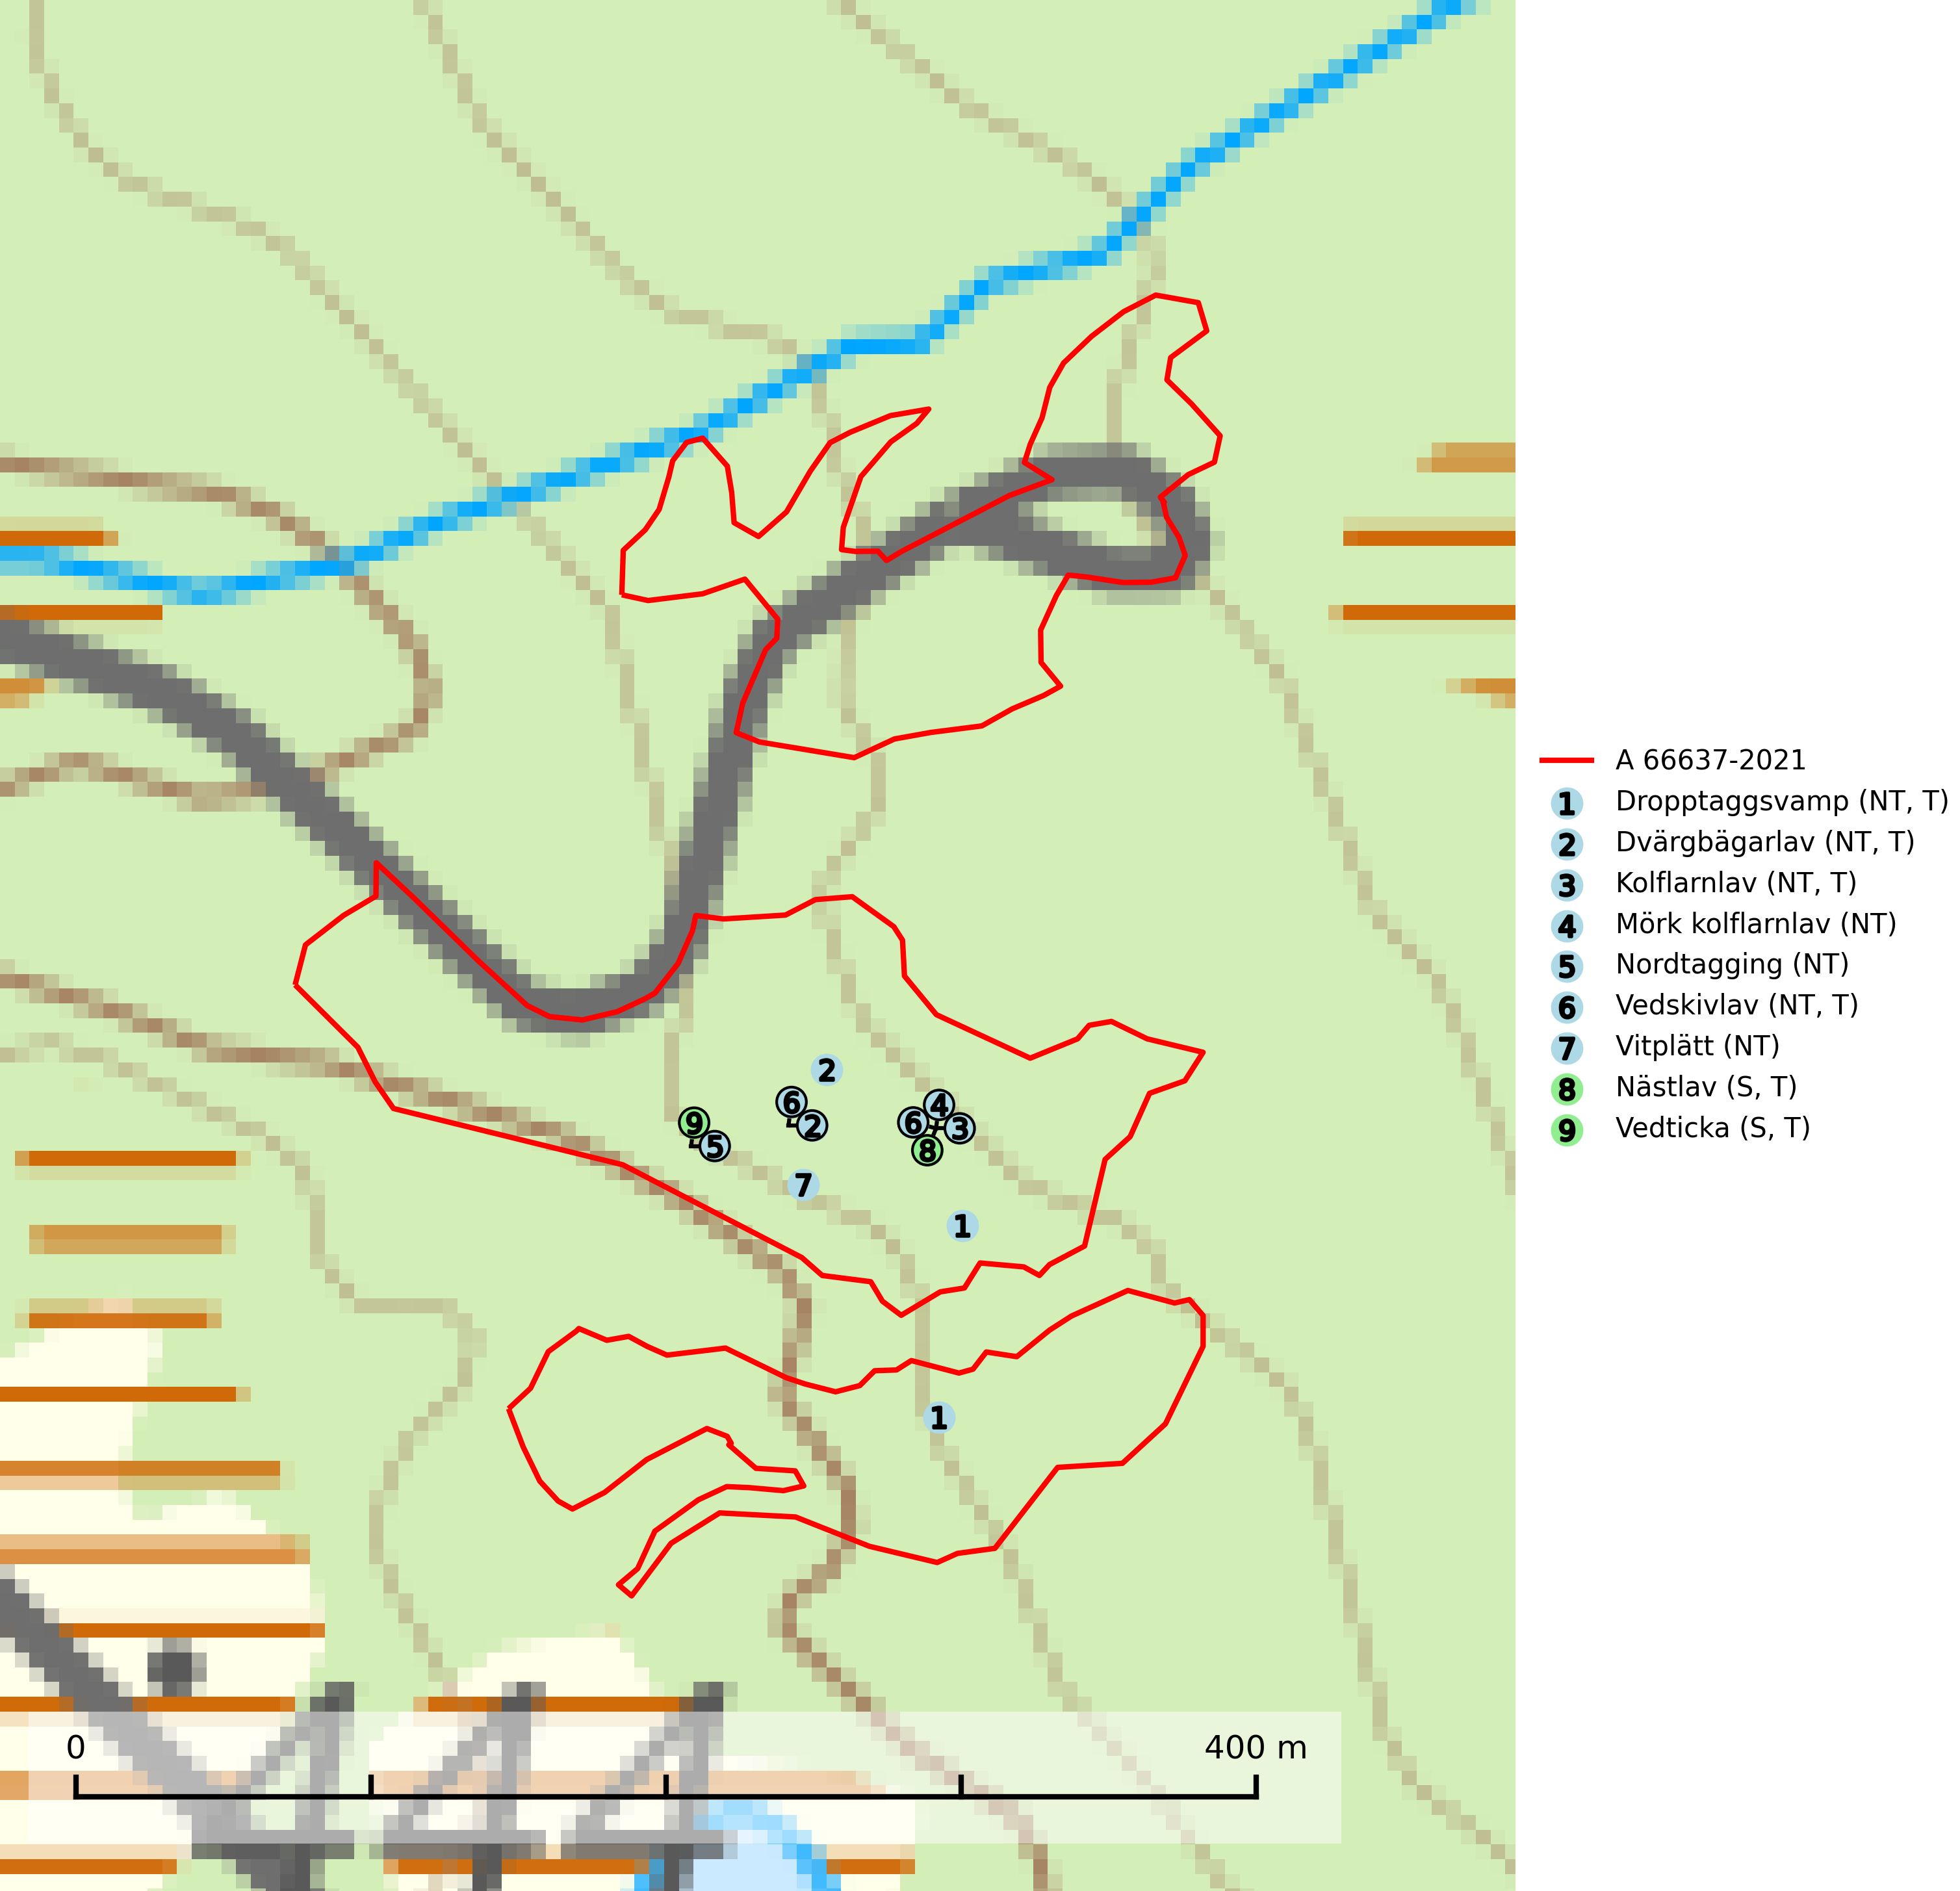 A 66637-2021
1 Dropptaggsvamp (NT, T)
2 Dvärgbägarlav (NT, T)
3 Kolflarnlav (NT, T)
4 Mörk kolflarnlav (NT)
5 Nordtagging (NT)
6 Vedskivlav (NT, T)
7 Vitplätt (NT)
8 Nästlav (S, T)
9 Vedticka (S, T)
2
6
4
9
2
6
3
5
8
7
1
1
0 400 m